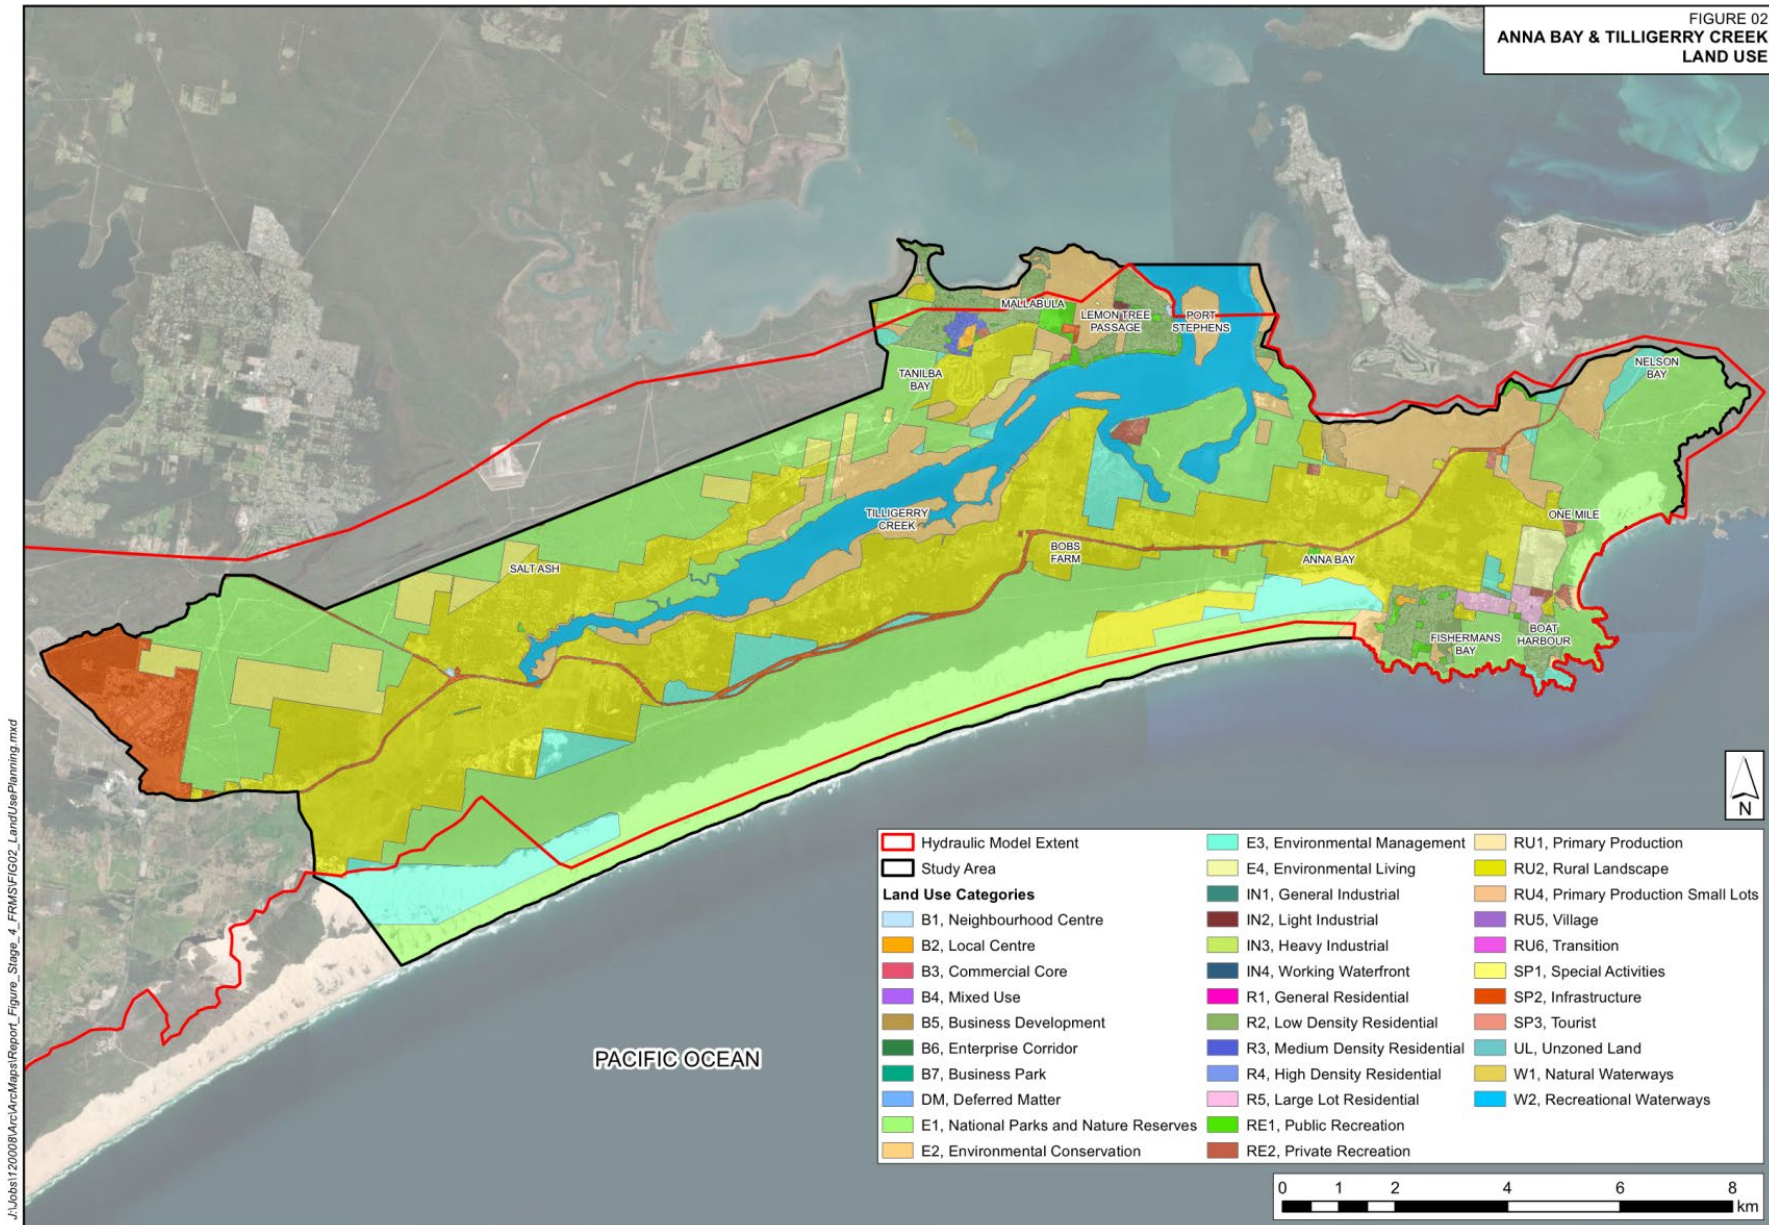 FIGURE 02
ANNA BAY & TILLIGERRY CREEK
LAND USE
MALLABULA
LEMON TREE
PASSAGE
PORT
STEPHENS
NELSON
BAY
TANILBA
BAY
TILLIGERRY
CREEK
ONE MILE
BOBS
FARM
ANNA BAY
SALT ASH
FISHERMANS
BAY
BOAT
HARBOUR
PACIFIC OCEAN
N
J:\Jobs\120008\Arc\ArcMaps\Report_Figure_Stage_4_FRMS\FIG02_LandUsePlanning.mxd
Hydraulic Model Extent
Study Area
Land Use Categories
B1, Neighbourhood Centre
B2, Local Centre
B3, Commercial Core
B4, Mixed Use
B5, Business Development
B6, Enterprise Corridor
B7, Business Park
DM, Deferred Matter
E1, National Parks and Nature Reserves
E2, Environmental Conservation
E3, Environmental Management
E4, Environmental Living
IN1, General Industrial
IN2, Light Industrial
IN3, Heavy Industrial
IN4, Working Waterfront
R1, General Residential
R2, Low Density Residential
R3, Medium Density Residential
R4, High Density Residential
R5, Large Lot Residential
RE1, Public Recreation
RE2, Private Recreation
RU1, Primary Production
RU2, Rural Landscape
RU4, Primary Production Small Lots
RU5, Village
RU6, Transition
SP1, Special Activities
SP2, Infrastructure
SP3, Tourist
UL, Unzoned Land
W1, Natural Waterways
W2, Recreational Waterways
0 1 2 4 6 8
km